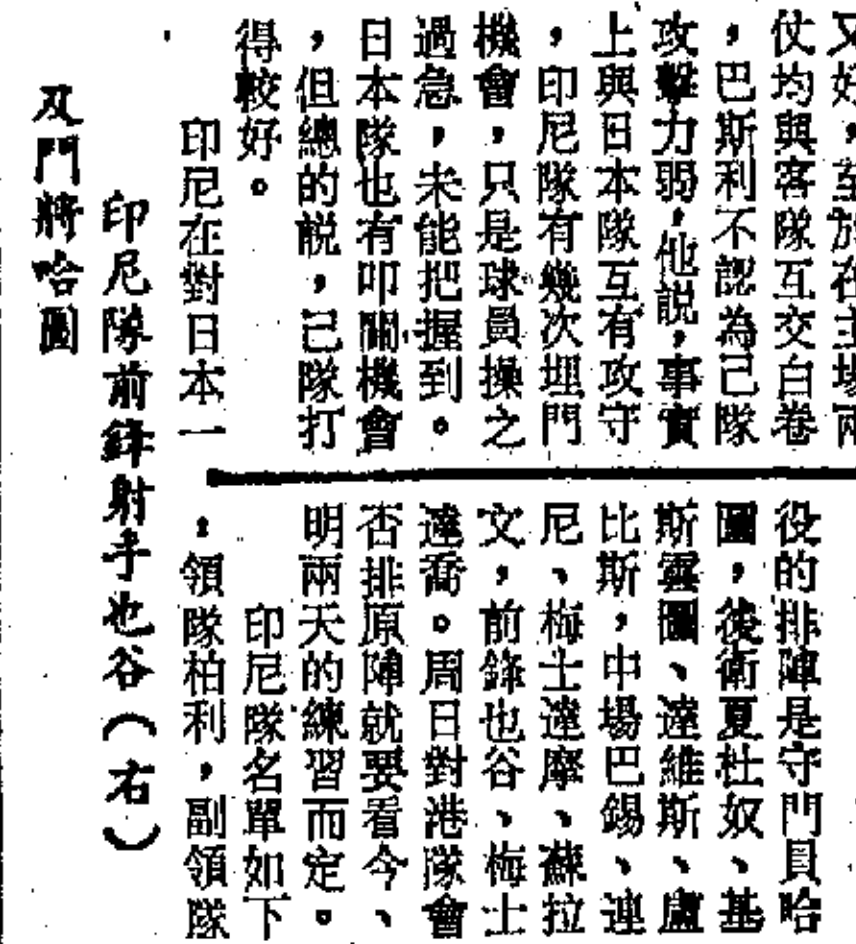 又好，至於在主場兩
仗均與客隊互交白卷
，巴斯利不認為己隊
攻擊力弱，他説，事實
上與日本隊互有攻守
，印尼隊有幾次埋門
機會，只是球員操之
過急，未能把握到。
日本隊也有叩關機會
，但總的説，己隊打
得較好。
印尼在對日本一
役的排陣是守門員哈
圖，後衛夏杜奴、基
斯雲圖、達維斯、盧
比斯，中場巴錫、連
尼、梅士達摩、蘇拉
文，前鋒也谷、梅士
達喬。周日對港隊會
否排原陣就要看今、
明兩天的練習而定。
印尼隊名單如下
：領隊柏利，副領隊
印尼隊前鋒射手也谷（右）
及門將哈圖